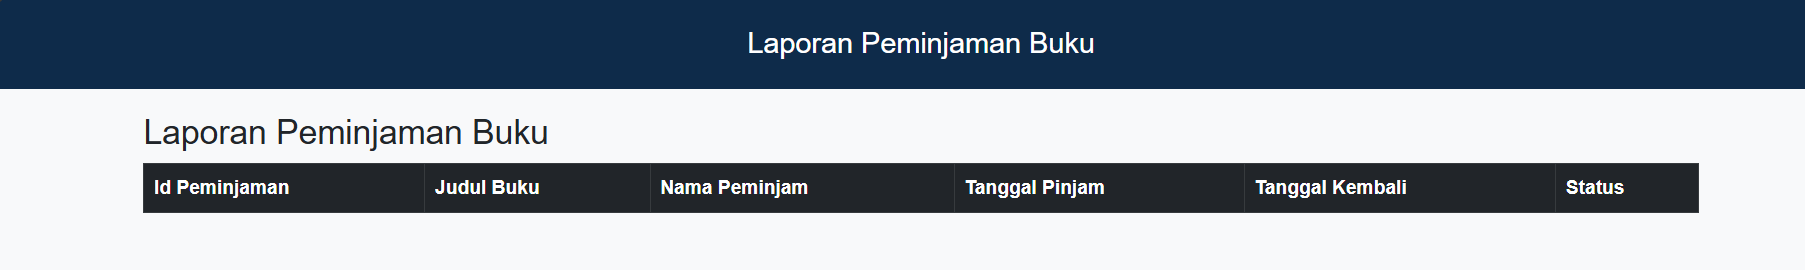 Laporan Peminjaman Buku
Laporan Peminjaman Buku
Id Peminjaman Judul Buku Nama Peminjam Tanggal Pinjam Tanggal Kembali Status